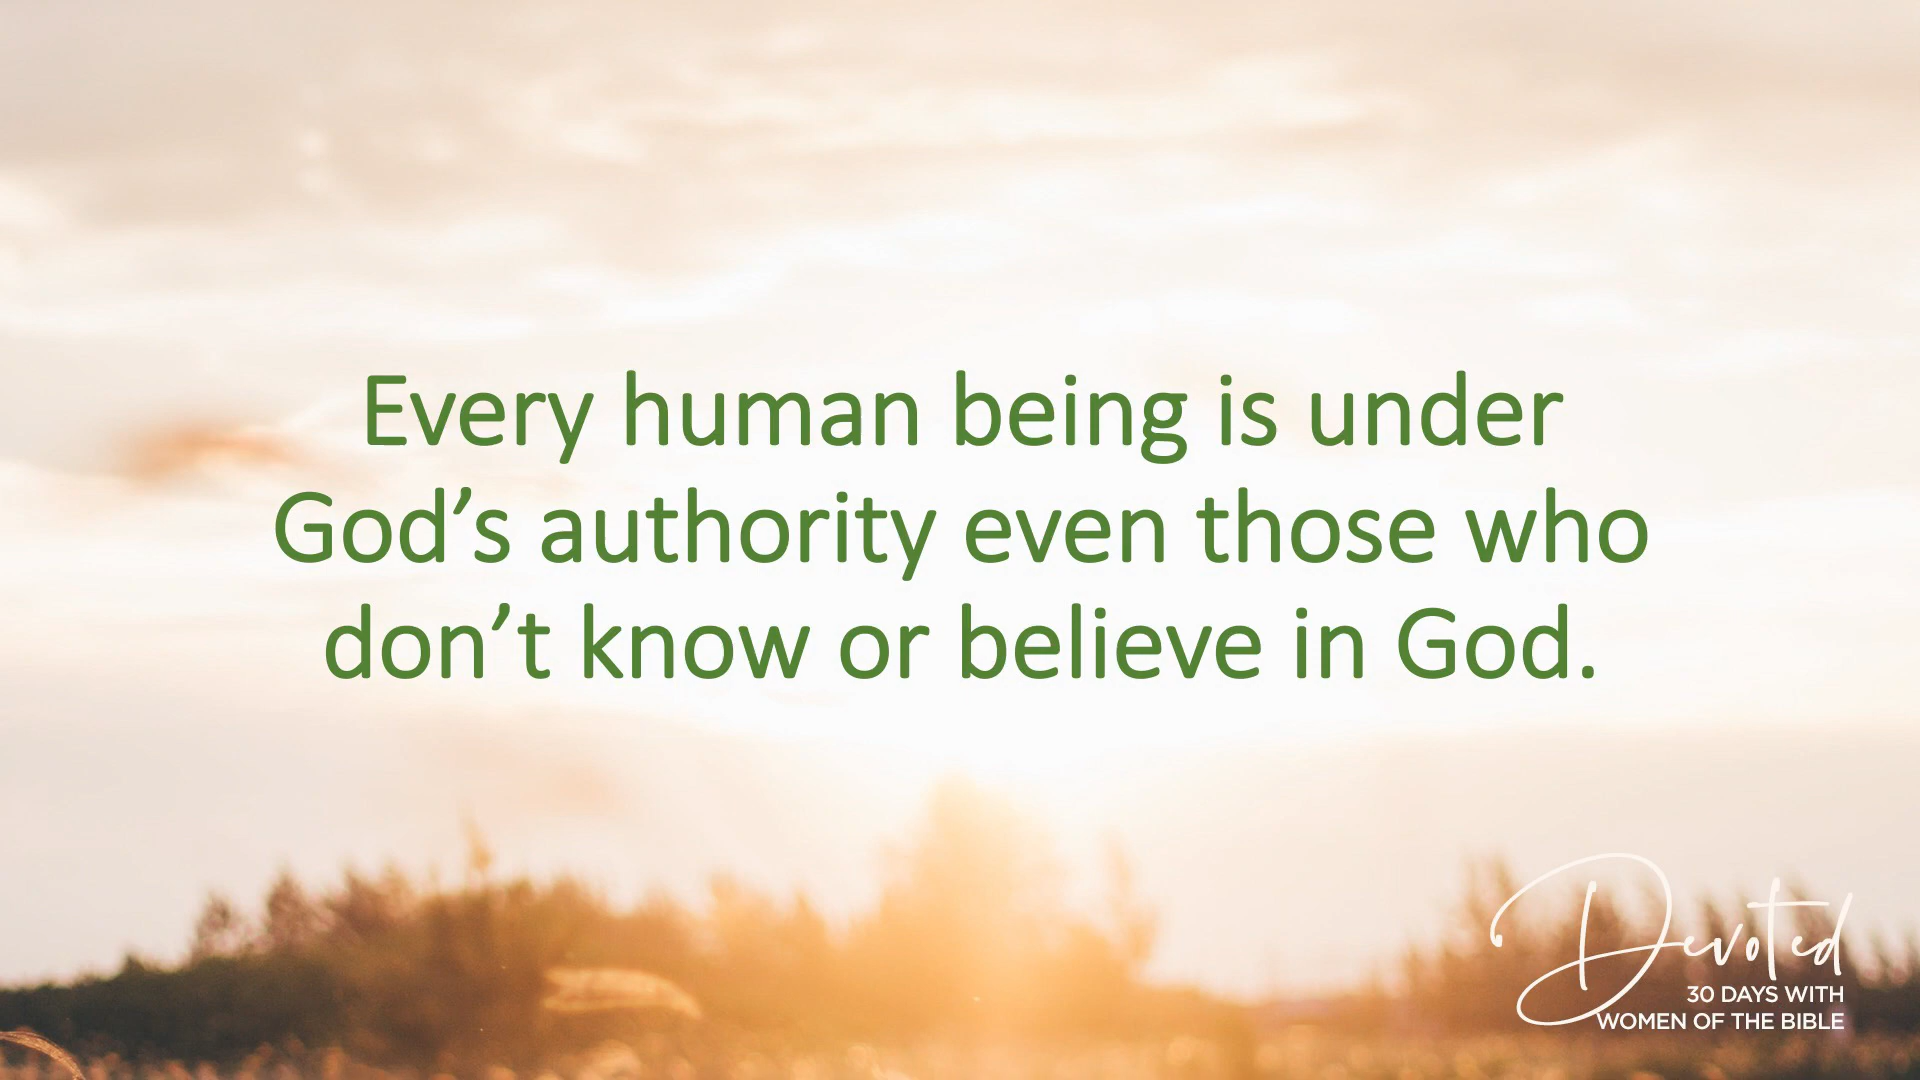 Every human being is under
God’s authority even those who
don’t know or believe in God.
Devoted
30 DAYS WITH
WOMEN OF THE BIBLE